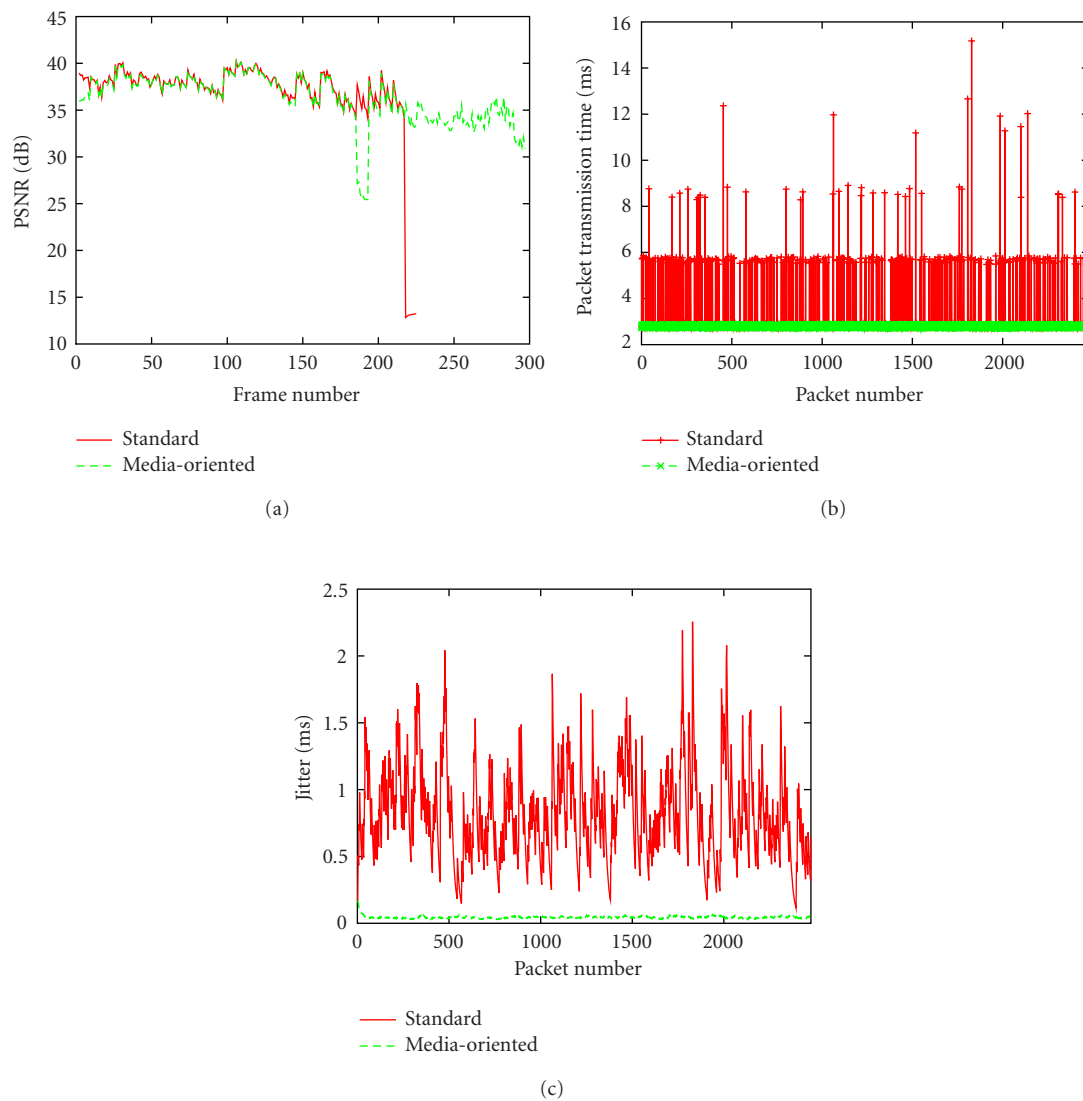 45
40
35
30
25
20
15
10
PSNR (dB)
0 50 100 150 200 250 300
Frame number
Standard
Media-oriented
(a)
16
14
12
10
8
6
4
2
Packet transmission time (ms)
0 500 1000 1500 2000
Packet number
Standard
Media-oriented
(b)
2.5
2
1.5
1
0.5
0
Jitter (ms)
0 500 1000 1500 2000
Packet number
Standard
Media-oriented
(c)